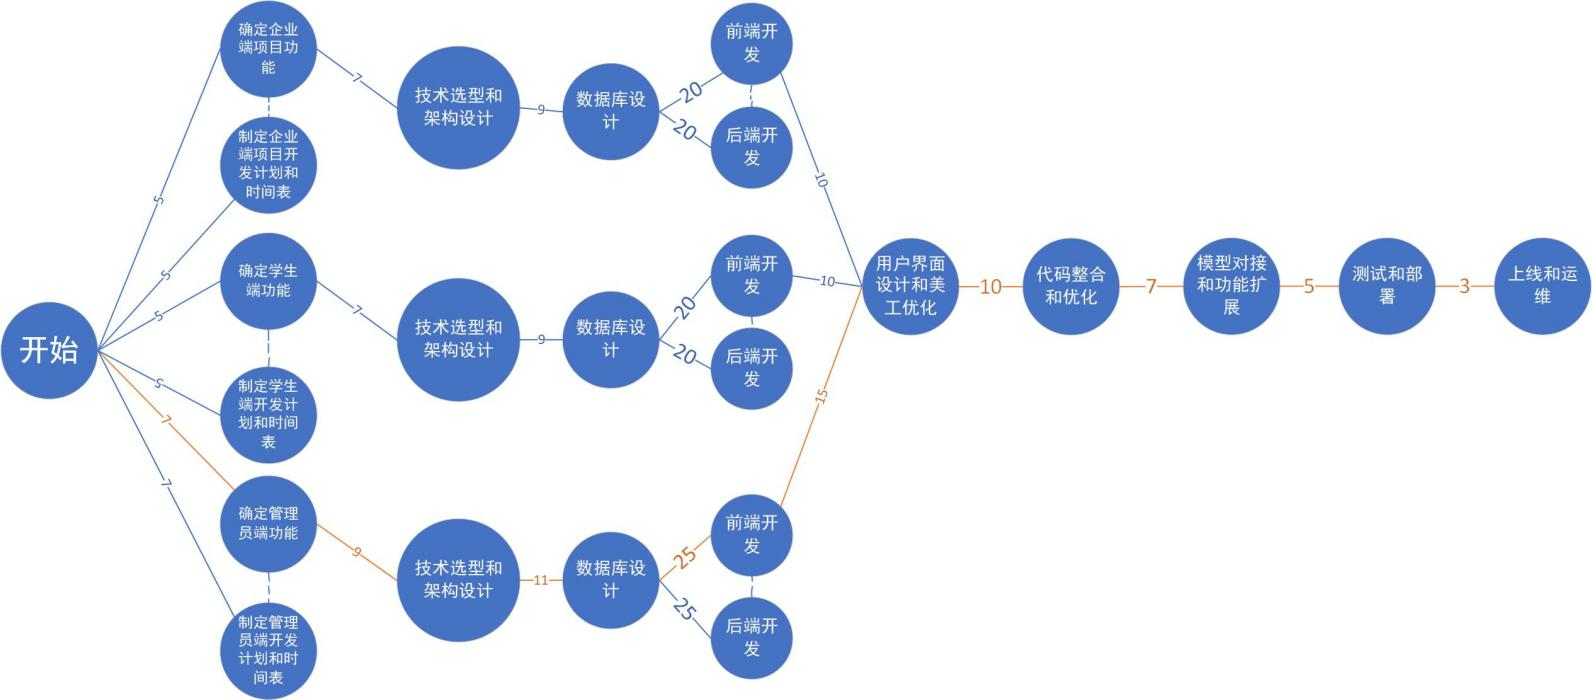 开始
5
5
5
5
7
7
确定企业
端项目功
能
制定企业
端项目开
发计划和
时间表
7
技术选型和
架构设计
9
数据库设
计
20
20
前端开
发
后端开
发
10
确定学生
端功能
制定学生
端开发计
划和时间
表
7
技术选型和
架构设计
9
数据库设
计
20
20
前端开
发
后端开
发
10
确定管理
员端功能
制定管理
员端开发
计划和时
间表
9
技术选型和
架构设计
11
数据库设
计
25
25
前端开
发
后端开
发
15
用户界面
设计和美
工优化
10
代码整合
和优化
7
模型对接
和功能扩
展
5
测试和部
署
3
上线和运
维